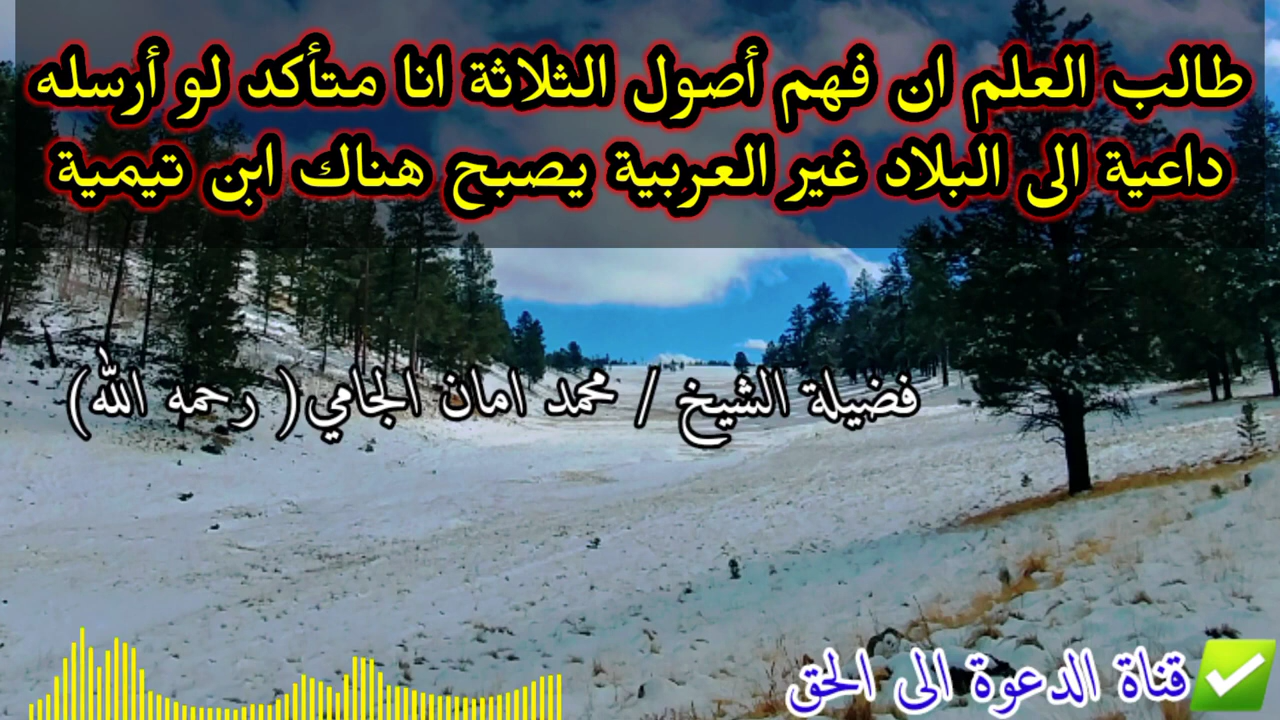 طالب العلم ان فهم أصول الثلاثة انا متأكد لو أرسله
داعية الى البلاد غير العربية يصبح هناك ابن تيمية
فضيلة الشيخ / محمد امان الجامي ( رحمه الله)
قناة الدعوة الى الحق